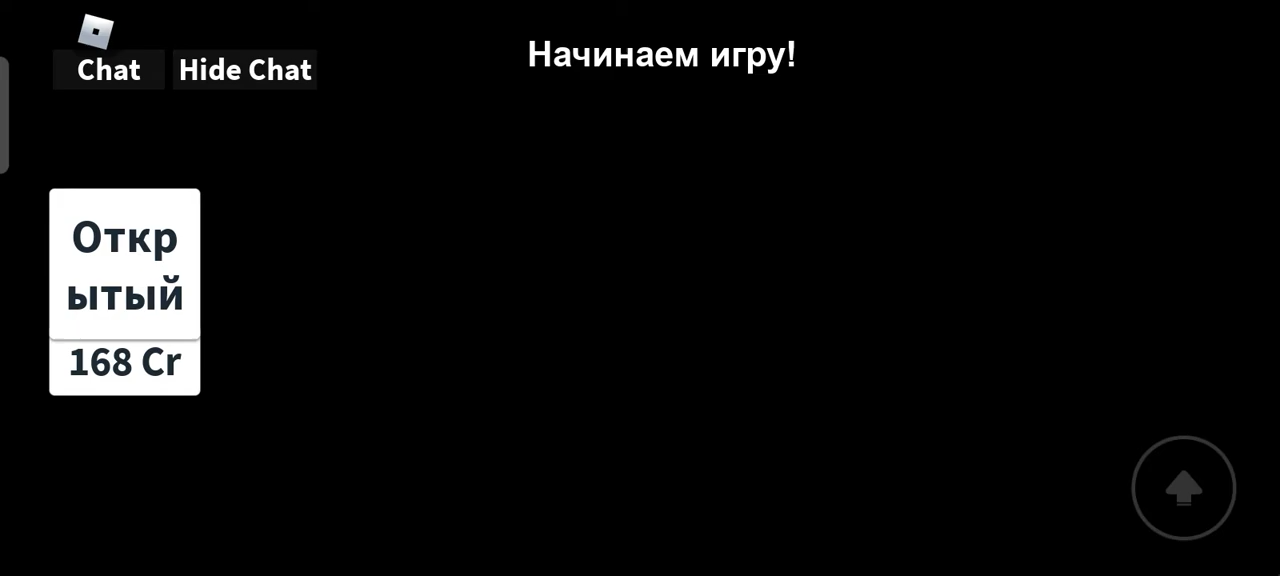 Начинаем игру!
Chat Hide Chat
Откр
ытый
168 Cr